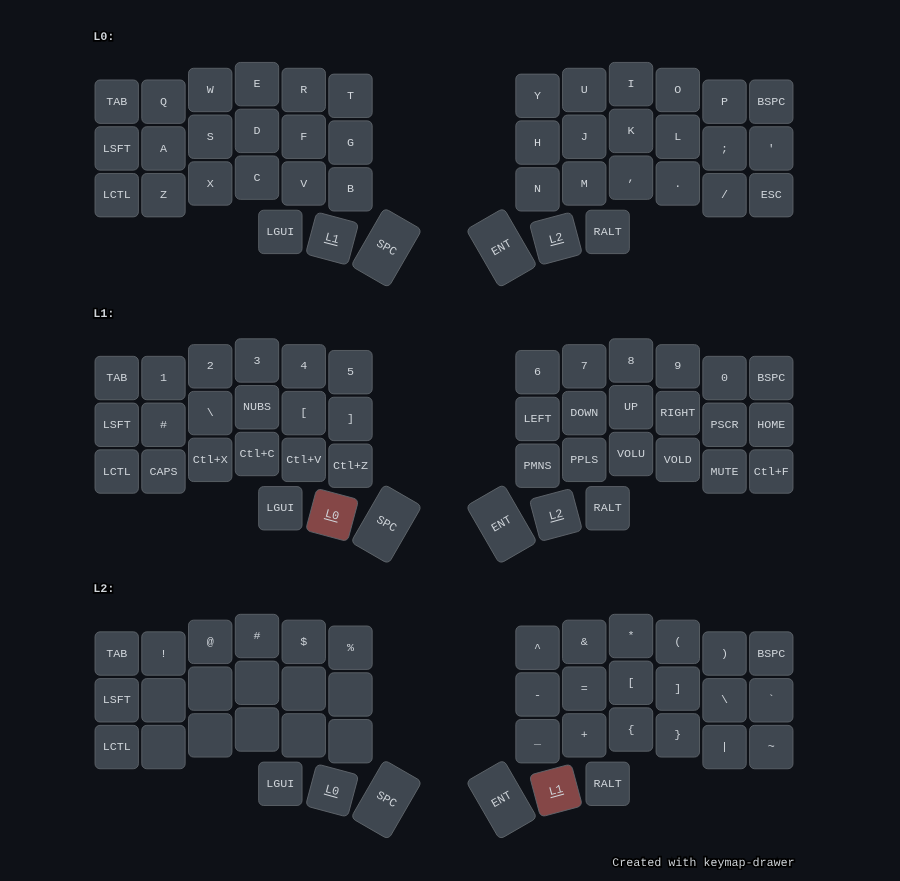 L0:
TAB Q W E R T Y U I O P BSPC
LSFT A S D F G H J K L ; '
LCTL Z X C V B N M , . / ESC
LGUI L1 SPC ENT L2 RALT
L1:
TAB 1 2 3 4 5 6 7 8 9 0 BSPC
LSFT # \ NUBS [ ] LEFT DOWN UP RIGHT PSCR HOME
LCTL CAPS Ctl+X Ctl+C Ctl+V Ctl+Z PMNS PPLS VOLU VOLD MUTE Ctl+F
LGUI L0 SPC ENT L2 RALT
L2:
TAB ! @ # $ % ^ & * ( ) BSPC
LSFT - = [ ] \ `
LCTL _ + { } | ~
LGUI L0 SPC ENT L1 RALT
Created with keymap-drawer